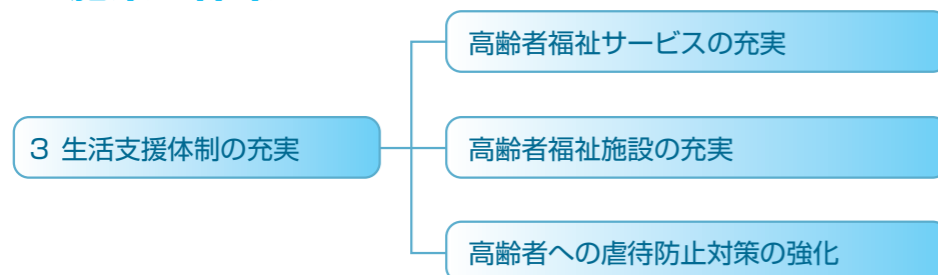 高齢者福祉サービスの充実
3 生活支援体制の充実
高齢者福祉施設の充実
高齢者への虐待防止対策の強化